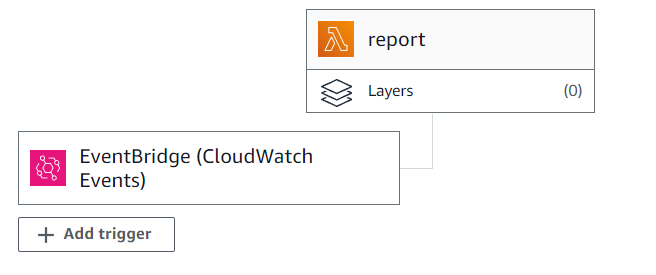 report
Layers (0)
EventBridge (CloudWatch
Events)
Add trigger